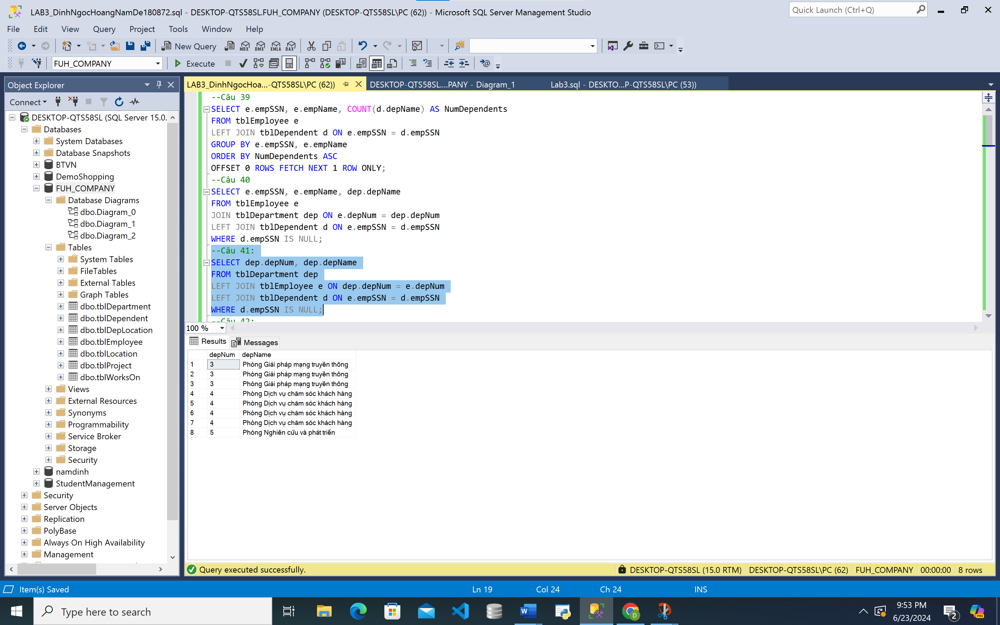 LAB3_DinhNgocHoangNamDe180872.sql - DESKTOP-QTS58SL.FUH_COMPANY (DESKTOP-QTS58SL\PC (62)) - Microsoft SQL Server Management Studio
Quick Launch (Ctrl+Q)
File Edit View Query Project Tools Window Help
New Query MDX DMX XMLA DAX
FUH_COMPANY Execute
Object Explorer
Connect
DESKTOP-QTS58SL (SQL Server 15.0.
Databases
System Databases
Database Snapshots
BTVN
DemoShopping
FUH_COMPANY
Database Diagrams
dbo.Diagram_0
dbo.Diagram_1
dbo.Diagram_2
Tables
System Tables
FileTables
External Tables
Graph Tables
dbo.tblDepartment
dbo.tblDependent
dbo.tblDepLocation
dbo.tblEmployee
dbo.tblLocation
dbo.tblProject
dbo.tblWorksOn
Views
External Resources
Synonyms
Programmability
Service Broker
Storage
Security
namdinh
StudentManagement
Security
Server Objects
Replication
PolyBase
Always On High Availability
Management
LAB3_DinhNgocHoa...-QTS58SL\PC (62)) DESKTOP-QTS58SL....PANY - Diagram_1 Lab3.sql - DESKTO...P-QTS58SL\PC (53))
--Câu 39
SELECT e.empSSN, e.empName, COUNT(d.depName) AS NumDependents
FROM tblEmployee e
LEFT JOIN tblDependent d ON e.empSSN = d.empSSN
GROUP BY e.empSSN, e.empName
ORDER BY NumDependents ASC
OFFSET 0 ROWS FETCH NEXT 1 ROW ONLY;
--Câu 40
SELECT e.empSSN, e.empName, dep.depName
FROM tblEmployee e
JOIN tblDepartment dep ON e.depNum = dep.depNum
LEFT JOIN tblDependent d ON e.empSSN = d.empSSN
WHERE d.empSSN IS NULL;
--Câu 41:
SELECT dep.depNum, dep.depName
FROM tblDepartment dep
LEFT JOIN tblEmployee e ON dep.depNum = e.depNum
LEFT JOIN tblDependent d ON e.empSSN = d.empSSN
WHERE d.empSSN IS NULL;
--Câu 42:
100 %
Results Messages
depNum depName
1 3 Phòng Giải pháp mạng truyền thông
2 3 Phòng Giải pháp mạng truyền thông
3 3 Phòng Giải pháp mạng truyền thông
4 4 Phòng Dịch vụ chăm sóc khách hàng
5 4 Phòng Dịch vụ chăm sóc khách hàng
6 4 Phòng Dịch vụ chăm sóc khách hàng
7 4 Phòng Dịch vụ chăm sóc khách hàng
8 5 Phòng Nghiên cứu và phát triển
Query executed successfully. DESKTOP-QTS58SL (15.0 RTM) DESKTOP-QTS58SL\PC (62) FUH_COMPANY 00:00:00 8 rows
Item(s) Saved Ln 19 Col 24 Ch 24 INS
Type here to search
9:53 PM
6/23/2024
2
PRE